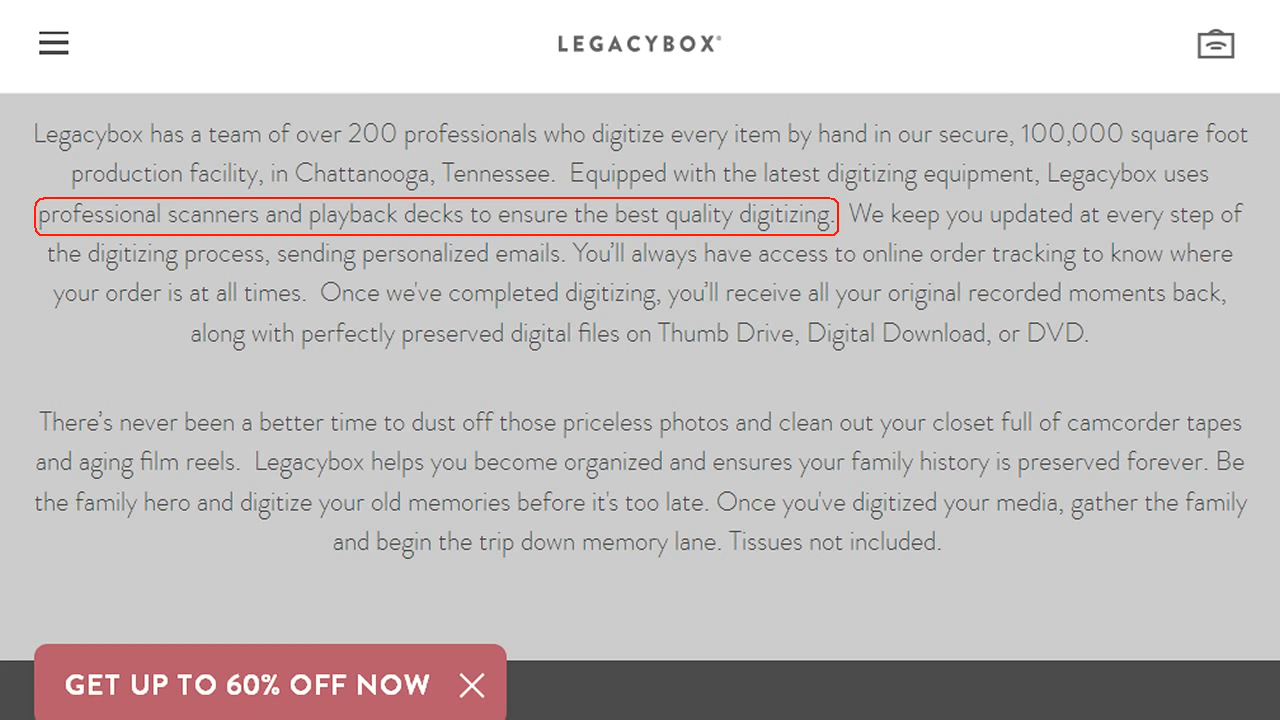 LEGACYBOX®
Legacybox has a team of over 200 professionals who digitize every item by hand in our secure, 100,000 square foot
production facility, in Chattanooga, Tennessee.  Equipped with the latest digitizing equipment, Legacybox uses
professional scanners and playback decks to ensure the best quality digitizing.  We keep you updated at every step of
the digitizing process, sending personalized emails. You’ll always have access to online order tracking to know where
your order is at all times.  Once we've completed digitizing, you’ll receive all your original recorded moments back,
along with perfectly preserved digital files on Thumb Drive, Digital Download, or DVD.
There’s never been a better time to dust off those priceless photos and clean out your closet full of camcorder tapes
and aging film reels.  Legacybox helps you become organized and ensures your family history is preserved forever. Be
the family hero and digitize your old memories before it's too late. Once you've digitized your media, gather the family
and begin the trip down memory lane. Tissues not included.
GET UP TO 60% OFF NOW